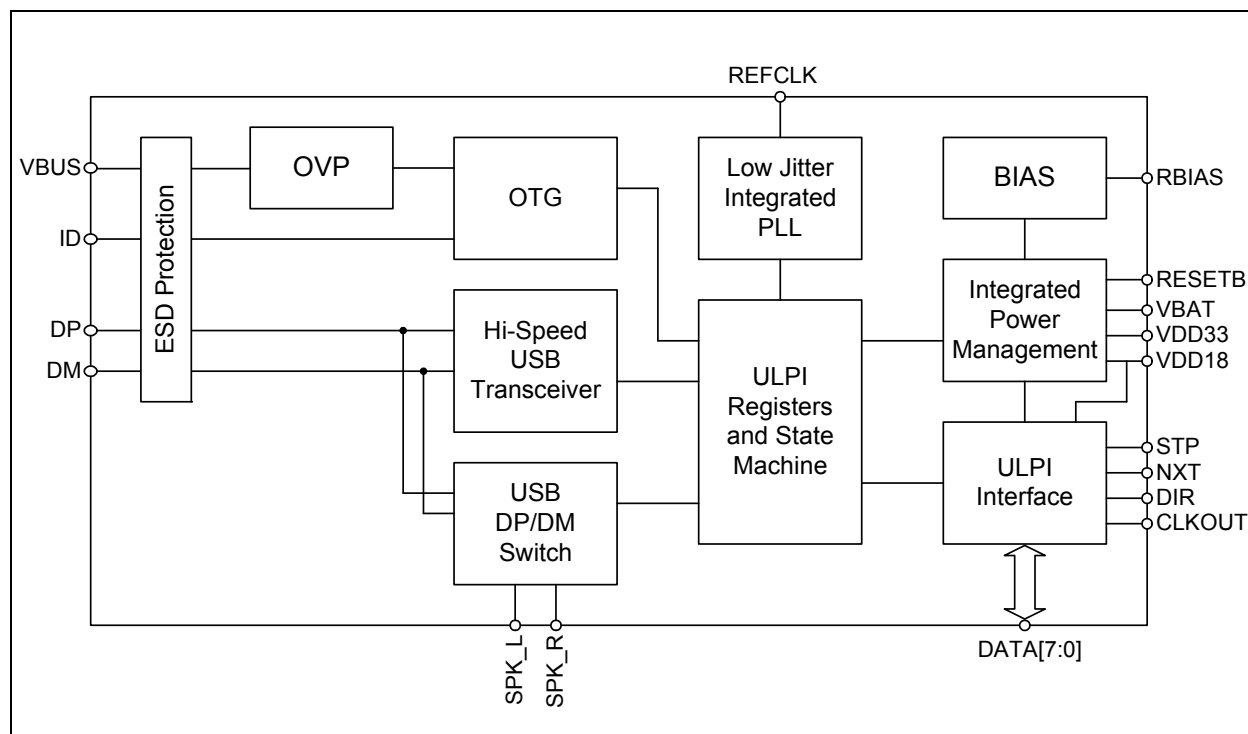 REFCLK
VBUS
ID
DP
DM
ESD Protection
OVP
OTG
Low Jitter
Integrated
PLL
BIAS
RBIAS
Hi-Speed
USB
Transceiver
ULPI
Registers
and State
Machine
Integrated
Power
Management
RESETB
VBAT
VDD33
VDD18
USB
DP/DM
Switch
ULPI
Interface
STP
NXT
DIR
CLKOUT
SPK_L
SPK_R
DATA[7:0]